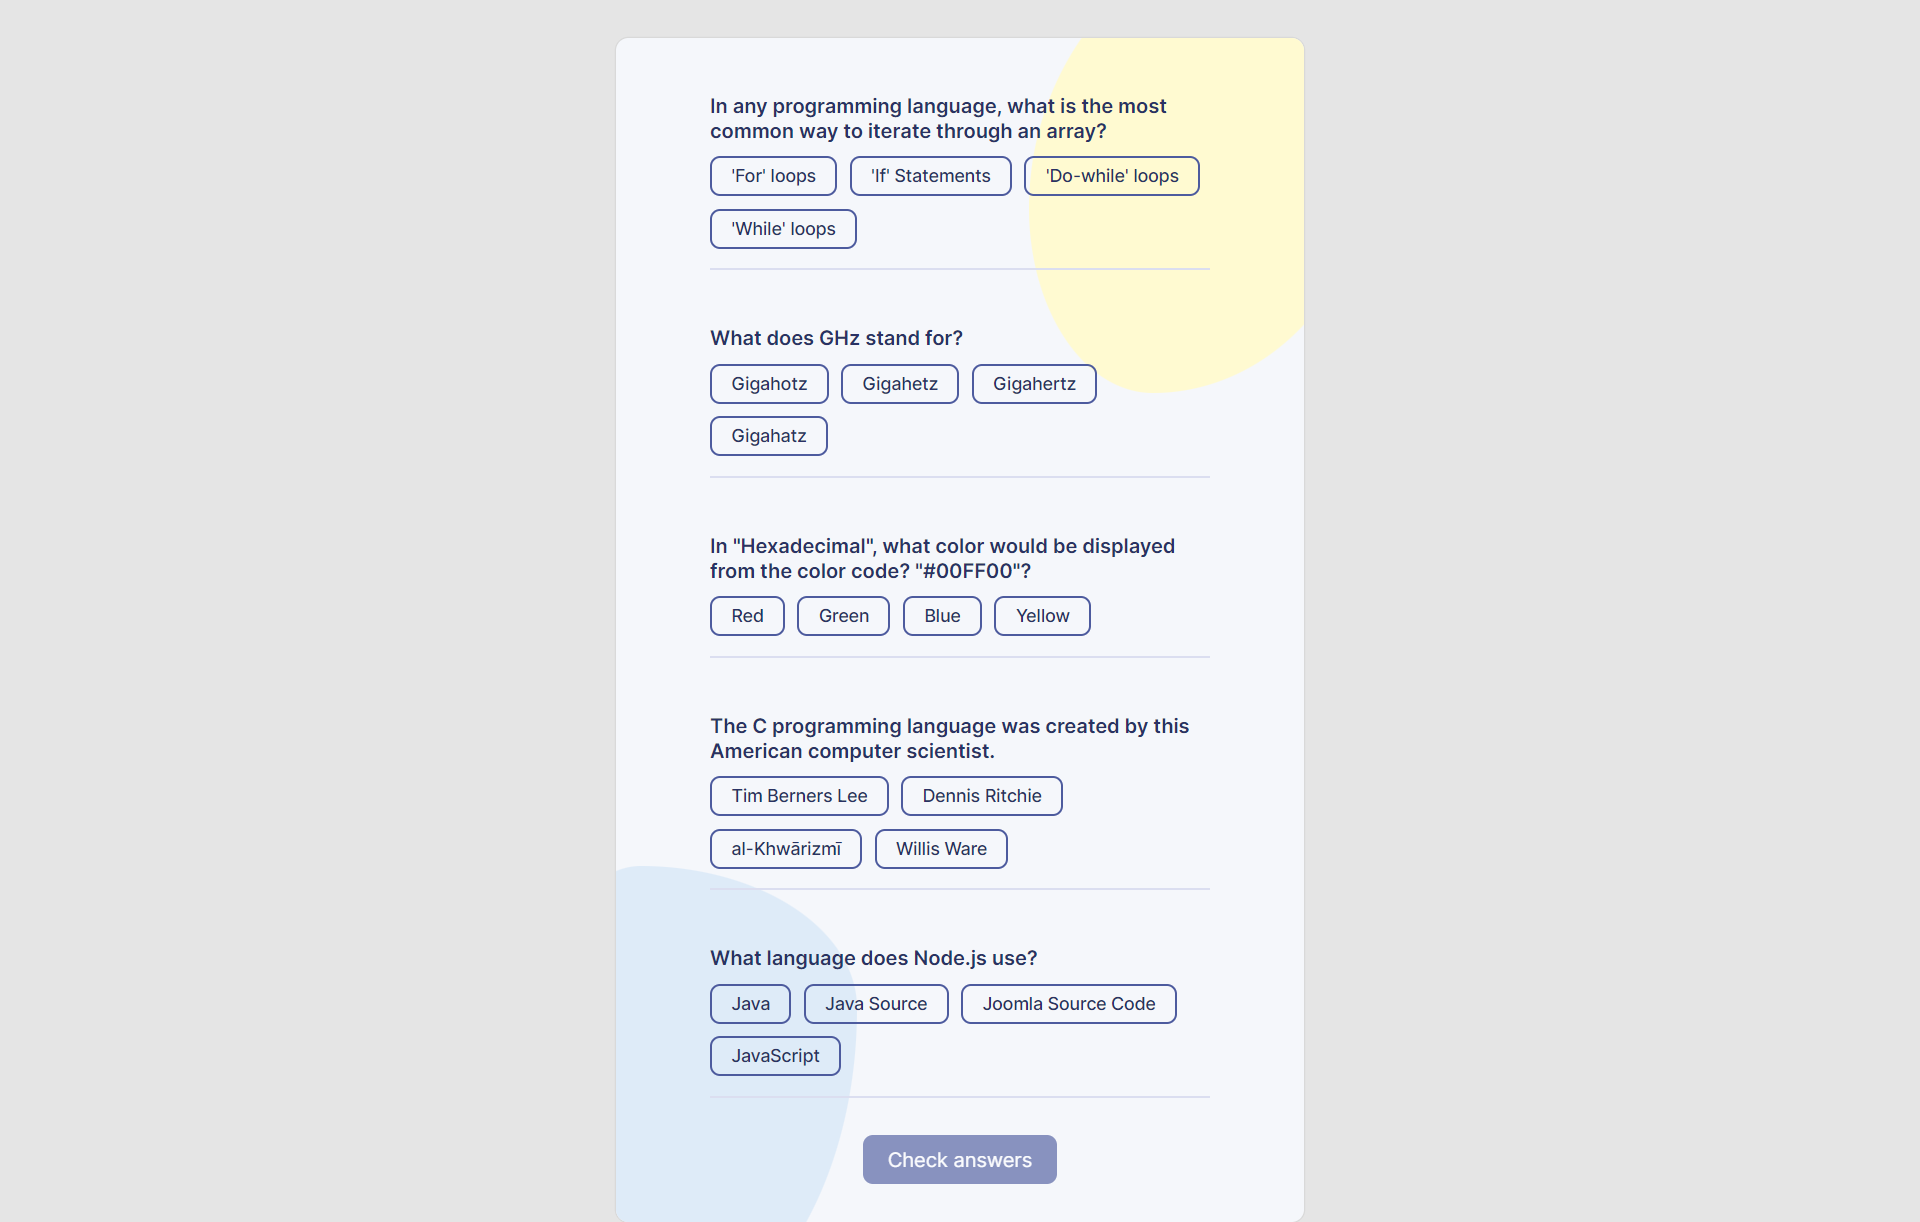 In any programming language, what is the most
common way to iterate through an array?
'For' loops 'If' Statements 'Do-while' loops
'While' loops
What does GHz stand for?
Gigahotz Gigahetz Gigahertz
Gigahatz
In "Hexadecimal", what color would be displayed
from the color code? "#00FF00"?
Red Green Blue Yellow
The C programming language was created by this
American computer scientist.
Tim Berners Lee Dennis Ritchie
al-Khwārizmī Willis Ware
What language does Node.js use?
Java Java Source Joomla Source Code
JavaScript
Check answers